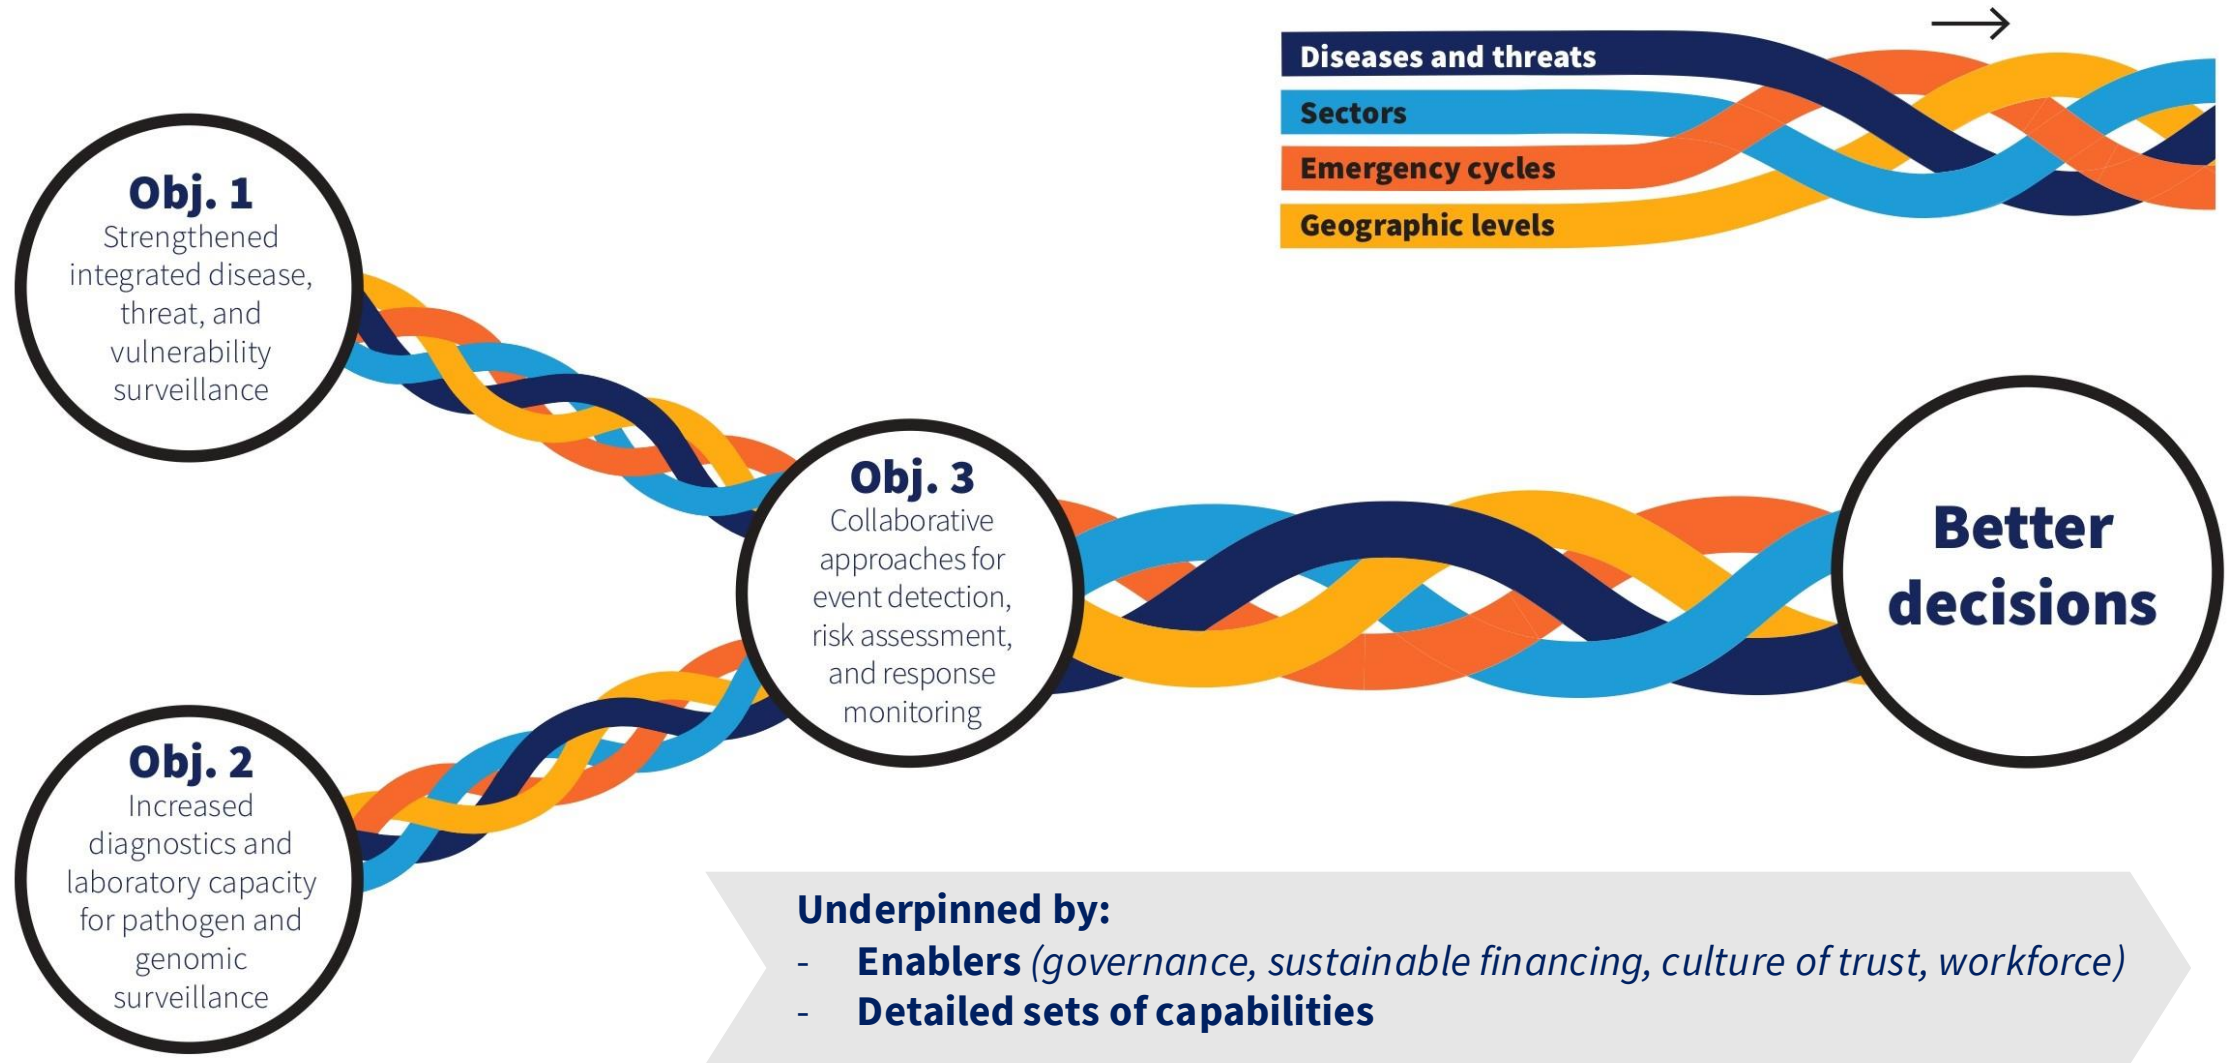 Diseases and threats
Sectors
Emergency cycles
Geographic levels
Obj. 1
Strengthened
integrated disease,
threat, and
vulnerability
surveillance
Obj. 3
Collaborative
approaches for
event detection,
risk assessment,
and response
monitoring
Better
decisions
Obj. 2
Increased
diagnostics and
laboratory capacity
for pathogen and
genomic
surveillance
Underpinned by:
- Enablers (governance, sustainable financing, culture of trust, workforce)
- Detailed sets of capabilities